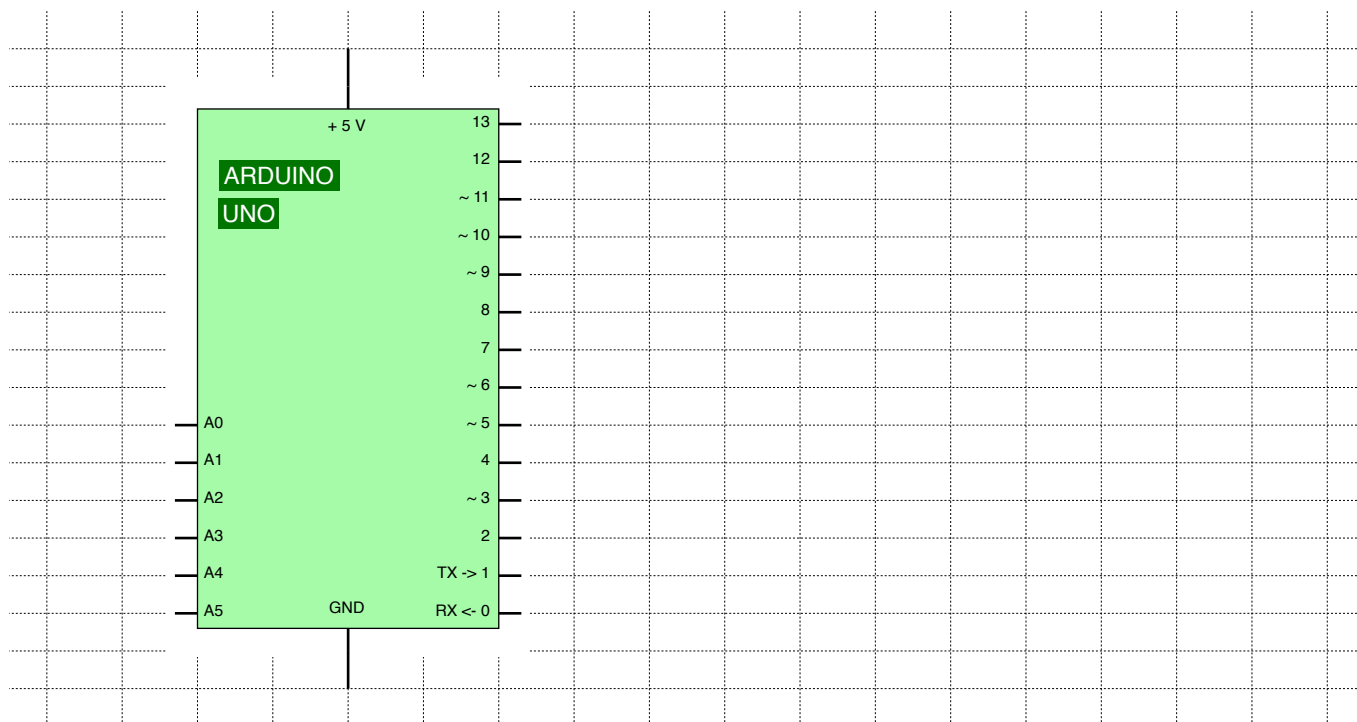 + 5 V
13
12
ARDUINO
~ 11
UNO
~ 10
~ 9
8
7
~ 6
A0
~ 5
A1
4
A2
~ 3
A3
2
A4
TX -> 1
A5
GND
RX <- 0